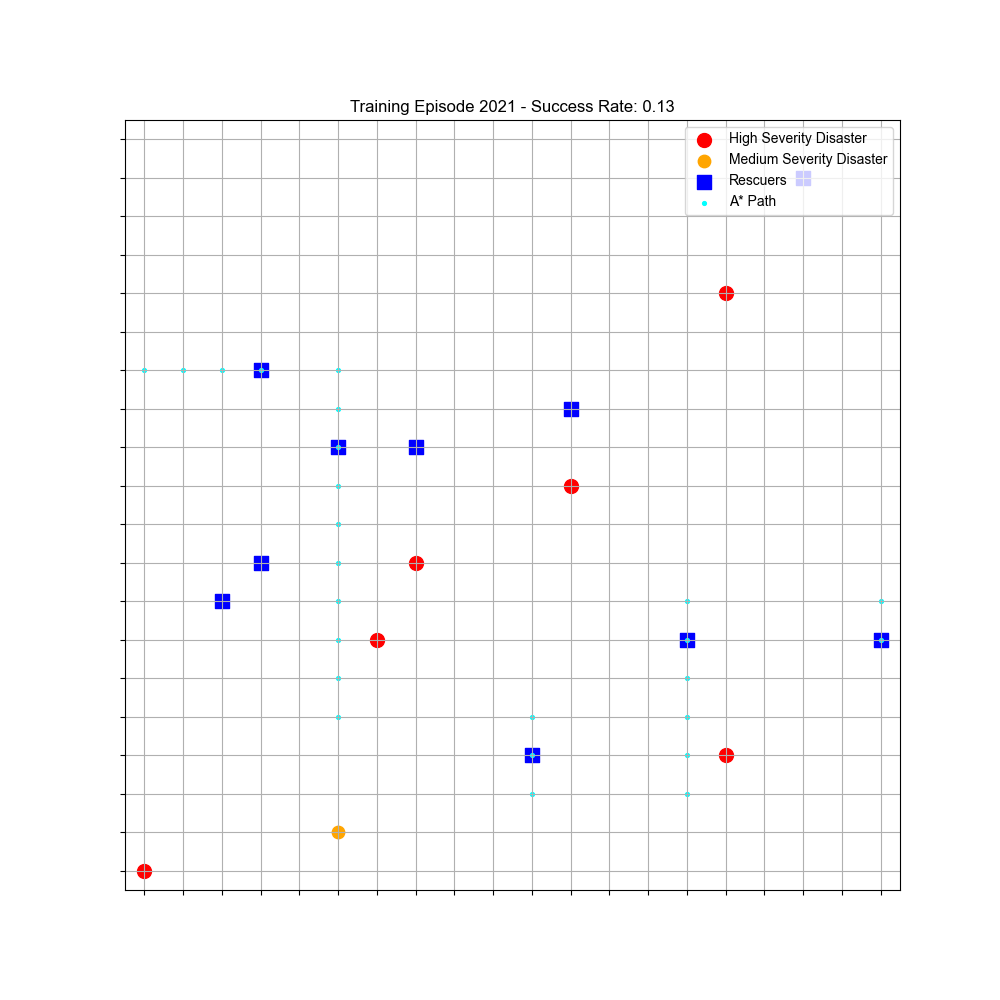 Training Episode 2021 - Success Rate: 0.13
High Severity Disaster
Medium Severity Disaster
Rescuers
A* Path